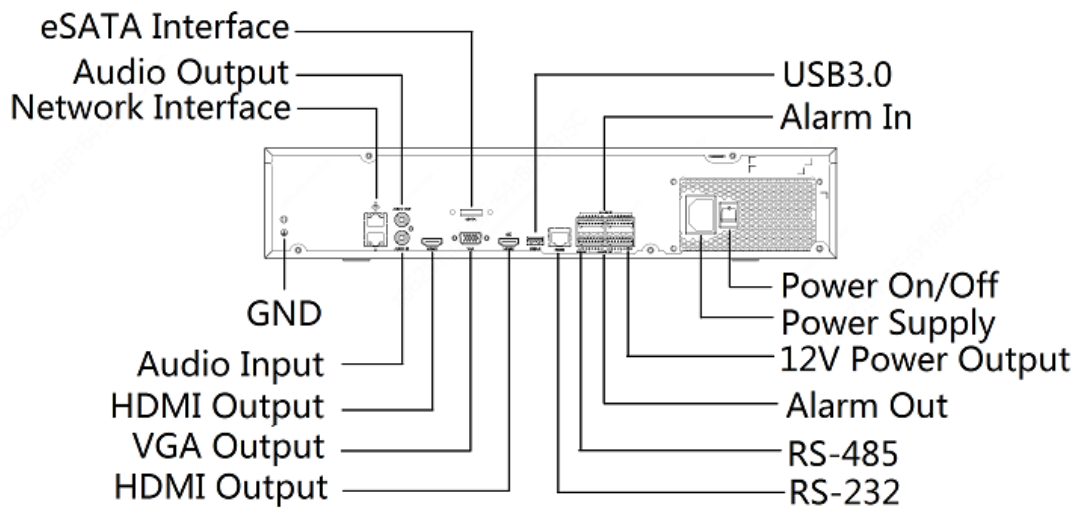 eSATA Interface
Audio Output
Network Interface
USB3.0
Alarm In
GND
Audio Input
HDMI Output
VGA Output
HDMI Output
Power On/Off
Power Supply
12V Power Output
Alarm Out
RS-485
RS-232